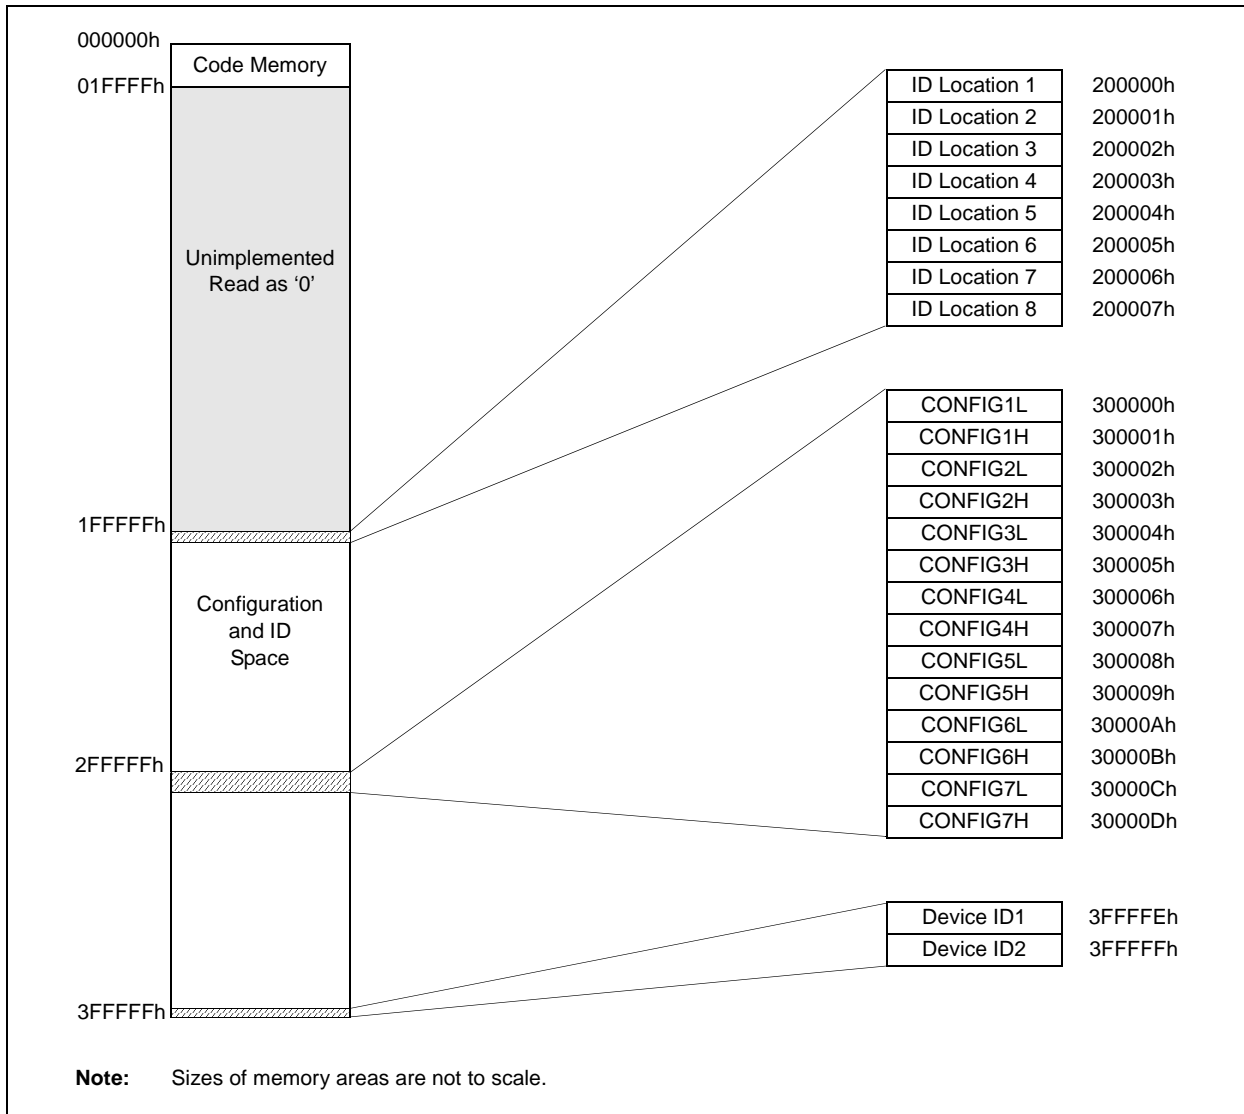 000000h
Code Memory
01FFFFh
Unimplemented
Read as ‘0’
1FFFFFh
Configuration
and ID
Space
2FFFFFh
3FFFFFh
ID Location 1 200000h
ID Location 2 200001h
ID Location 3 200002h
ID Location 4 200003h
ID Location 5 200004h
ID Location 6 200005h
ID Location 7 200006h
ID Location 8 200007h
CONFIG1L 300000h
CONFIG1H 300001h
CONFIG2L 300002h
CONFIG2H 300003h
CONFIG3L 300004h
CONFIG3H 300005h
CONFIG4L 300006h
CONFIG4H 300007h
CONFIG5L 300008h
CONFIG5H 300009h
CONFIG6L 30000Ah
CONFIG6H 30000Bh
CONFIG7L 30000Ch
CONFIG7H 30000Dh
Device ID1 3FFFFEh
Device ID2 3FFFFFh
Note: Sizes of memory areas are not to scale.